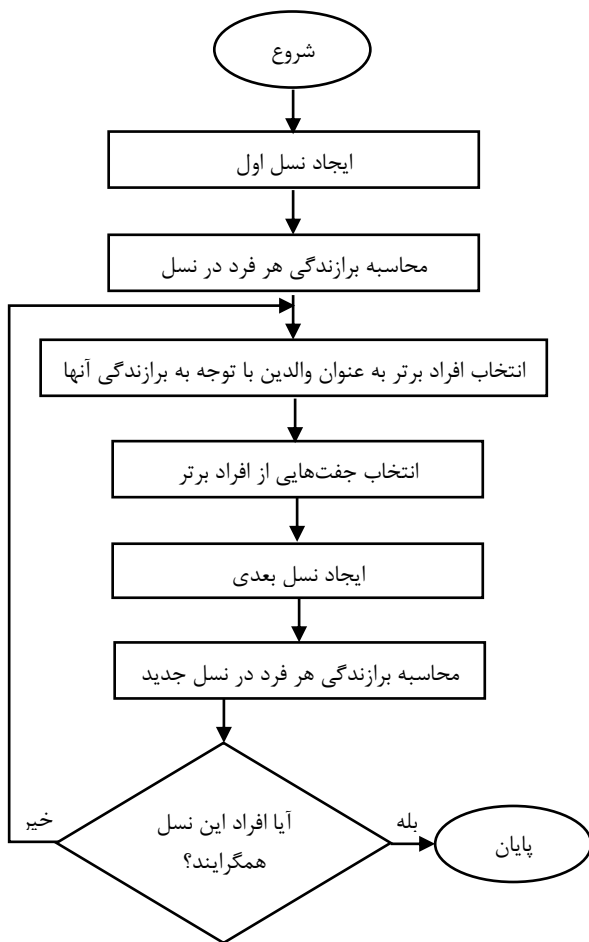 شروع
ایجاد نسل اول
محاسبه برازندگی هر فرد در نسل
انتخاب افراد برتر به عنوان والدین با توجه به برازندگی آنها
انتخاب جفت‌هایی از افراد برتر
ایجاد نسل بعدی
محاسبه برازندگی هر فرد در نسل جدید
آیا افراد این نسل
همگرایند؟
خیر
بله
پایان